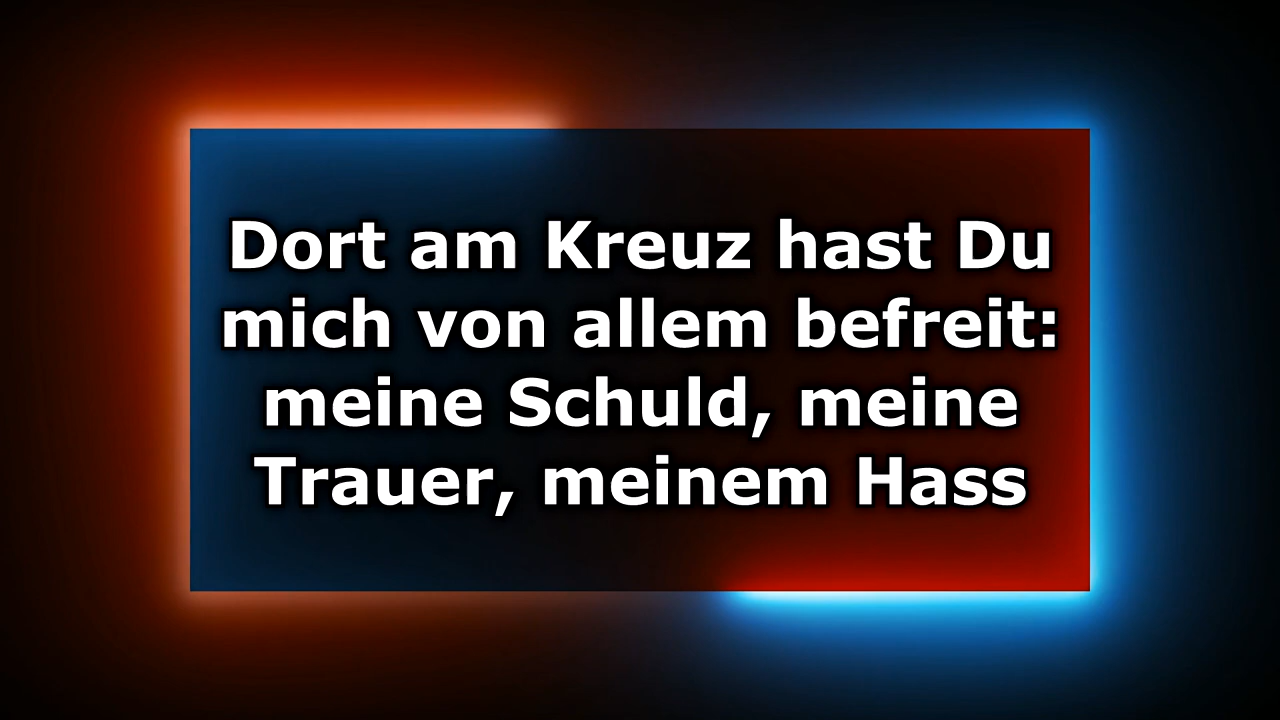 Dort am Kreuz hast Du
mich von allem befreit:
meine Schuld, meine
Trauer, meinem Hass